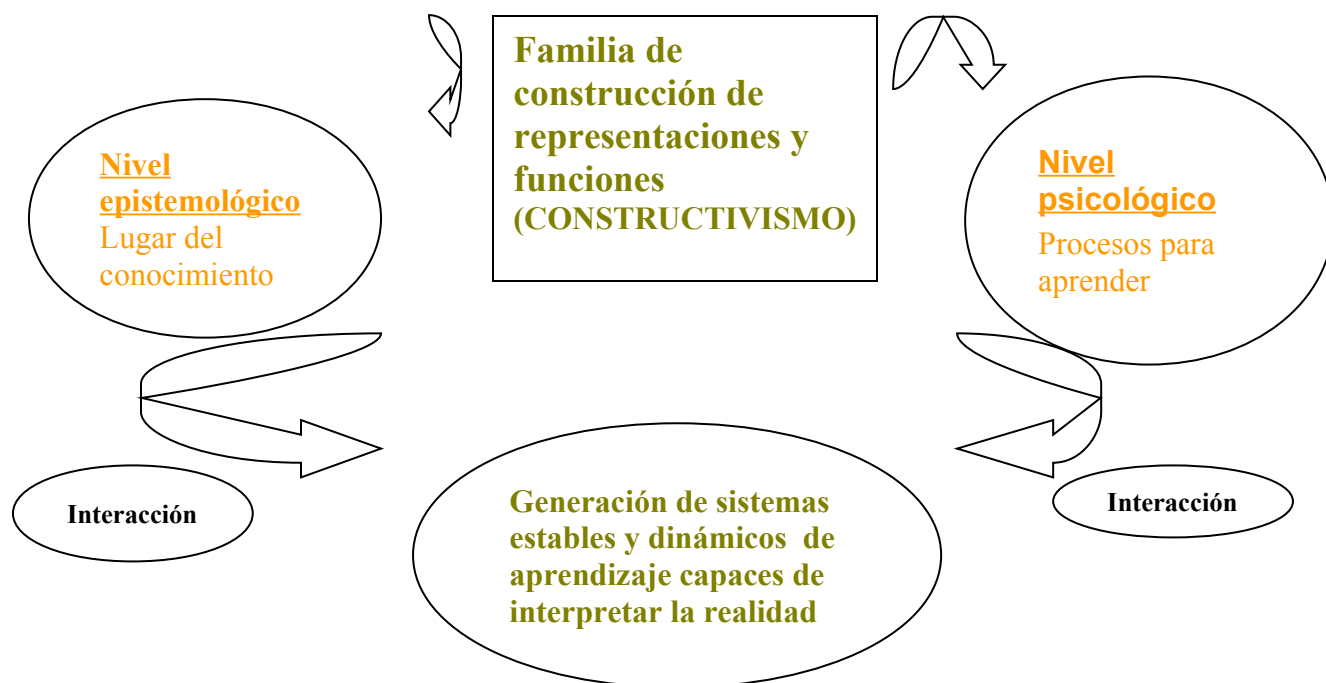 Familia de
construcción de
representaciones y
funciones
(CONSTRUCTIVISMO)
Nivel
epistemológico
Lugar del
conocimiento
Nivel
psicológico
Procesos para
aprender
Interacción
Generación de sistemas
estables y dinámicos de
aprendizaje capaces de
interpretar la realidad
Interacción